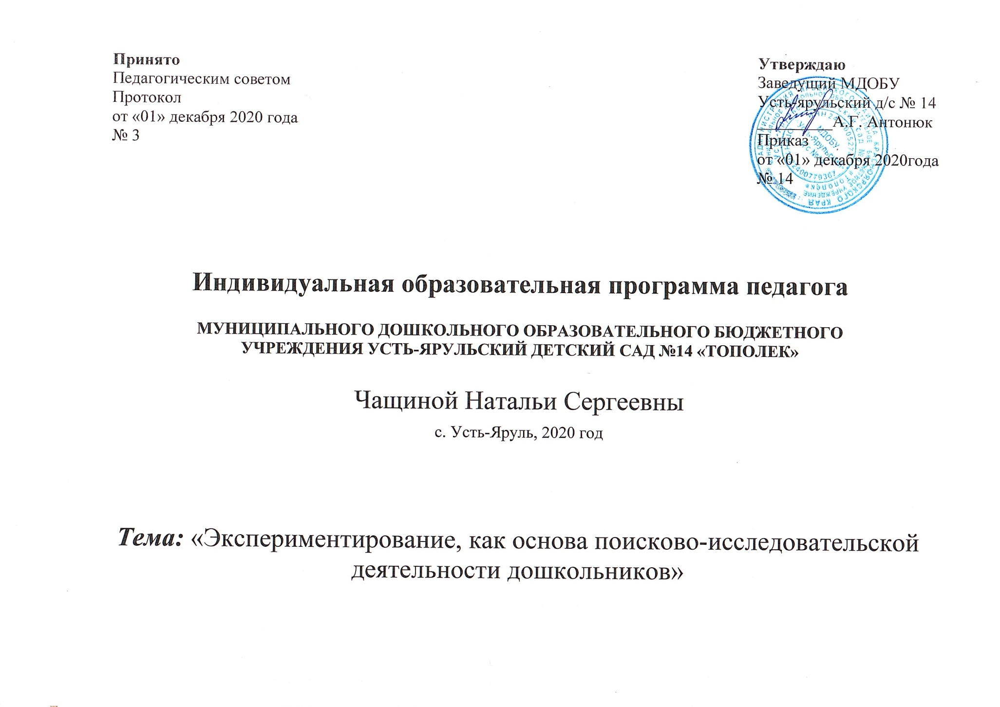 Принято
Педагогическим советом
Протокол
от «01» декабря 2020 года
№ 3
Утверждаю
Заведущий МДОБУ
Усть-ярульский д/с № 14
__________А.Г. Антонюк
Приказ
от «01» декабря 2020года
№ 14
Индивидуальная образовательная программа педагога
МУНИЦИПАЛЬНОГО ДОШКОЛЬНОГО ОБРАЗОВАТЕЛЬНОГО БЮДЖЕТНОГО
УЧРЕЖДЕНИЯ УСТЬ-ЯРУЛЬСКИЙ ДЕТСКИЙ САД №14 «ТОПОЛЕК»
Чащиной Натальи Сергеевны
с. Усть-Яруль, 2020 год
Тема: «Экспериментирование, как основа поисково-исследовательской
деятельности дошкольников»